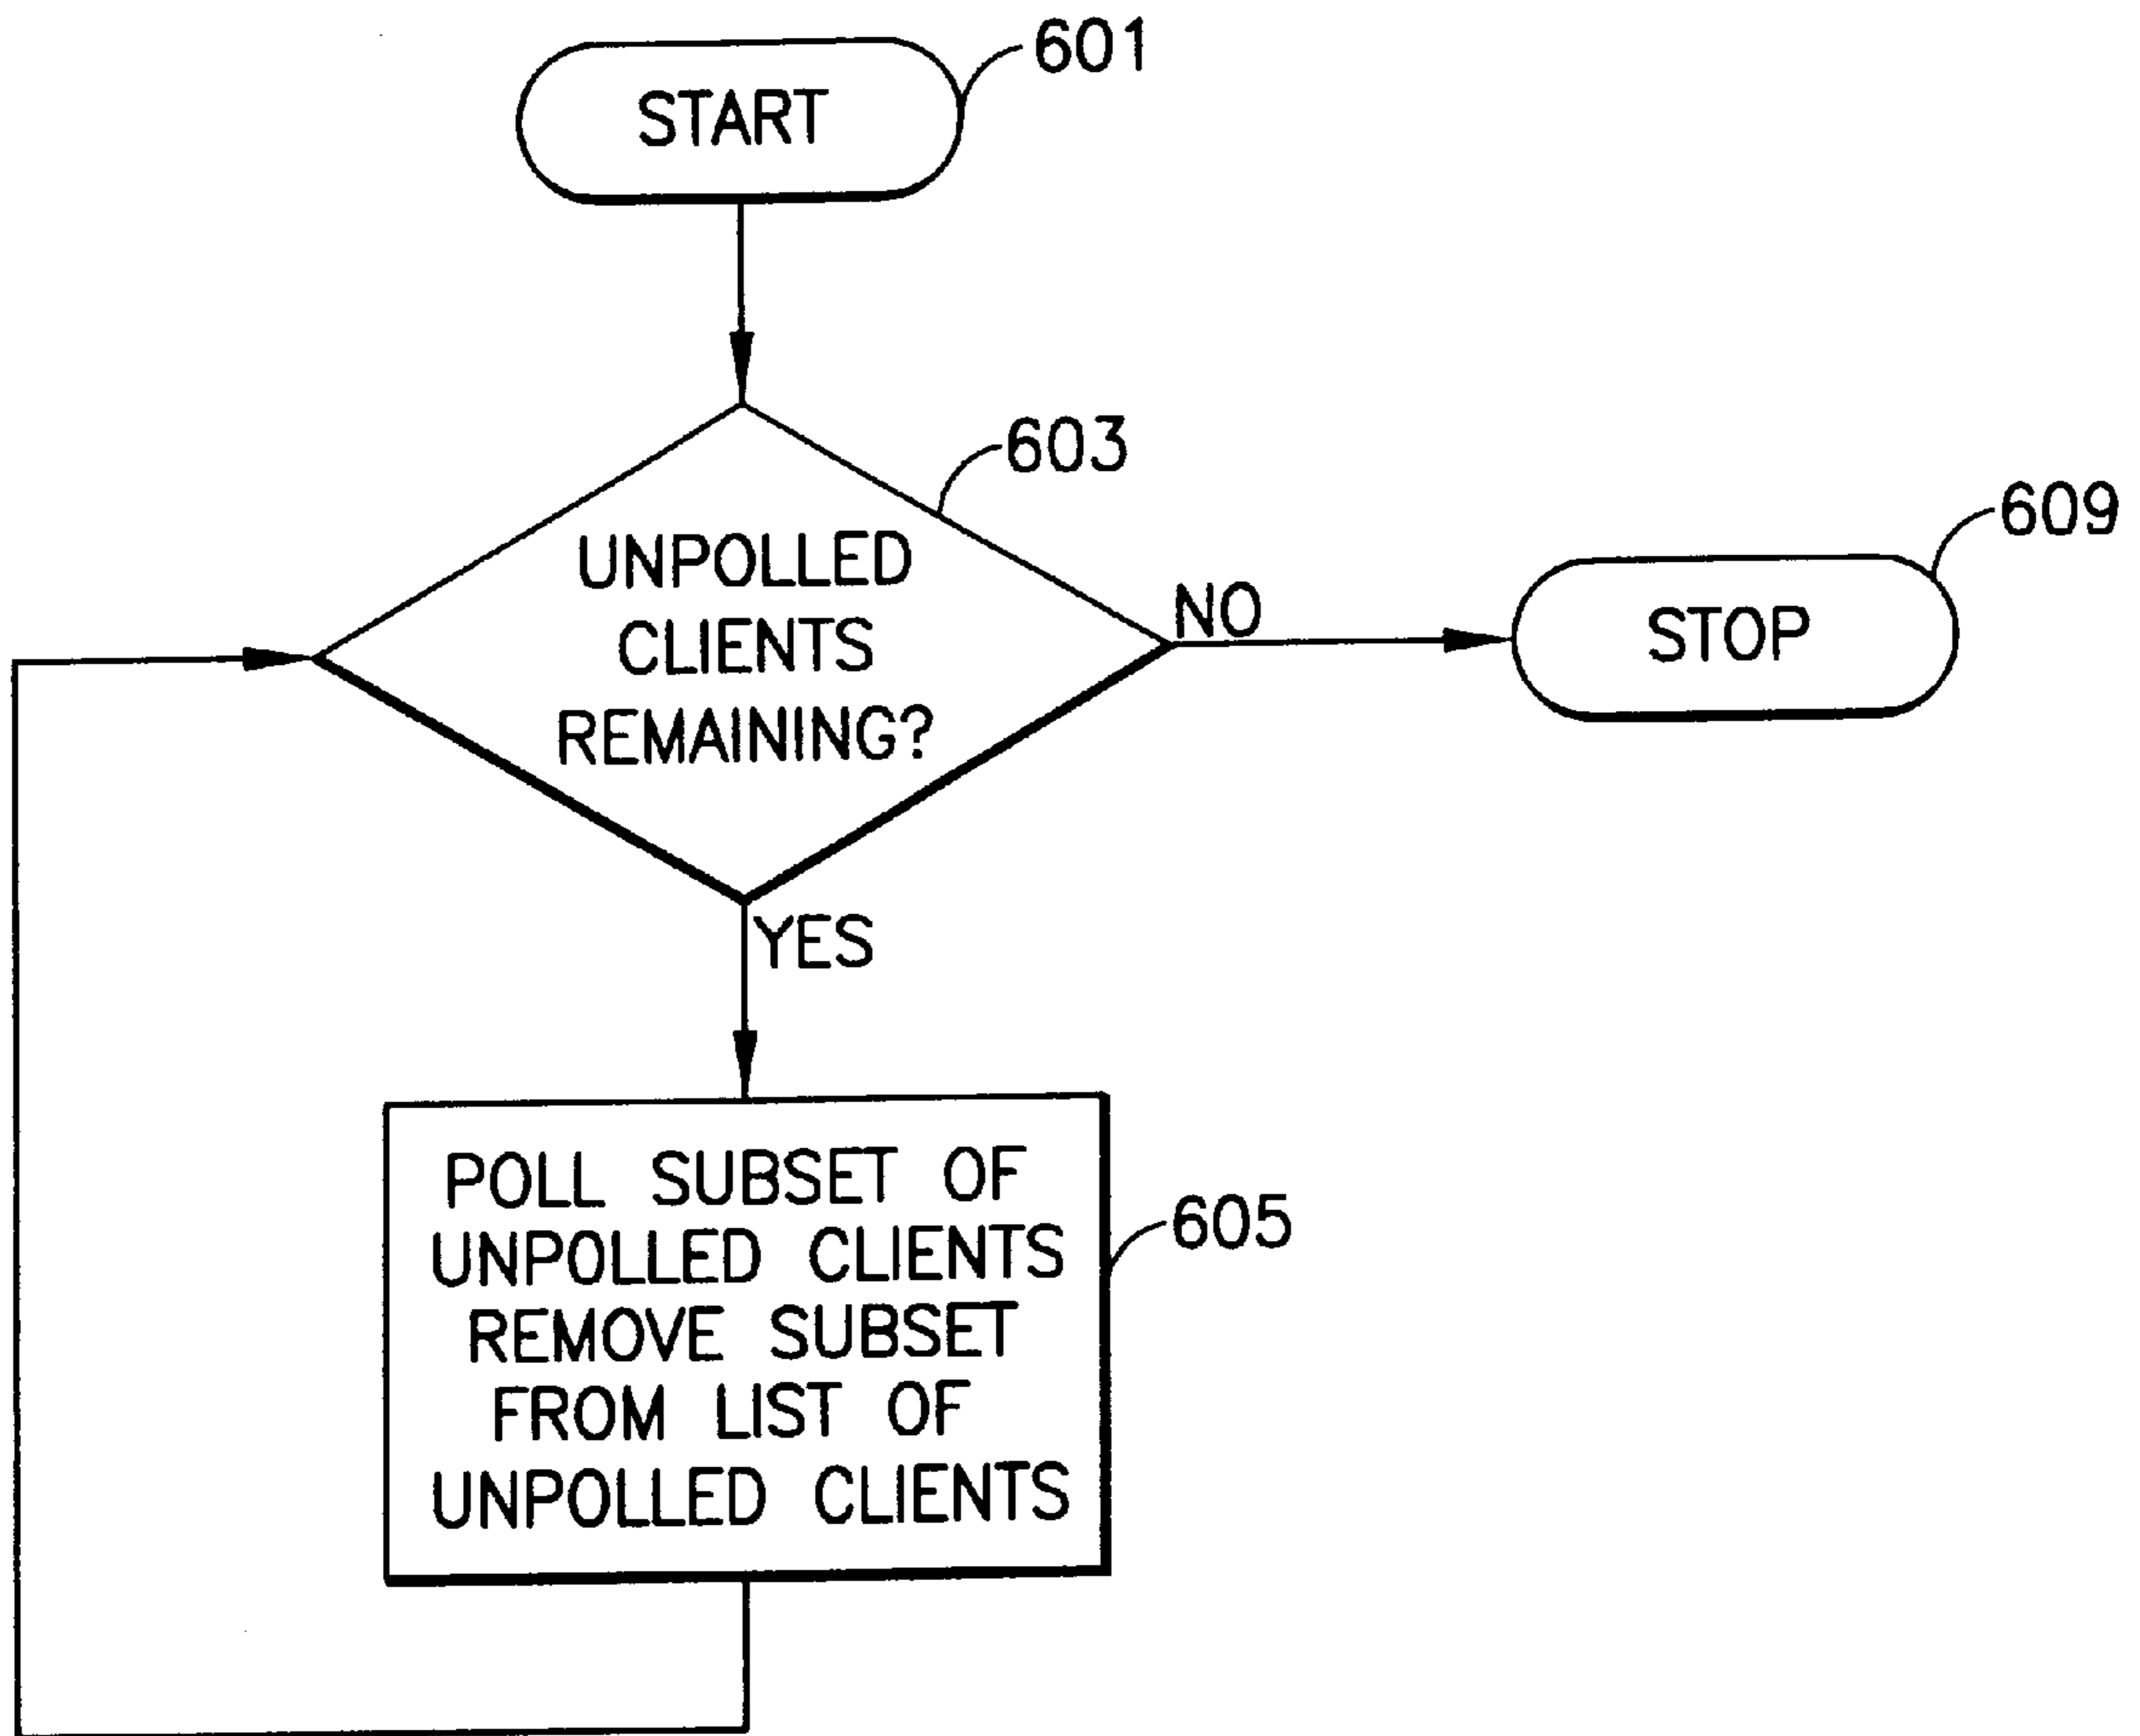 START
601
603
UNPOLLED
CLIENTS
REMAINING?
NO
STOP
609
YES
POLL SUBSET OF
UNPOLLED CLIENTS
REMOVE SUBSET
FROM LIST OF
UNPOLLED CLIENTS
605